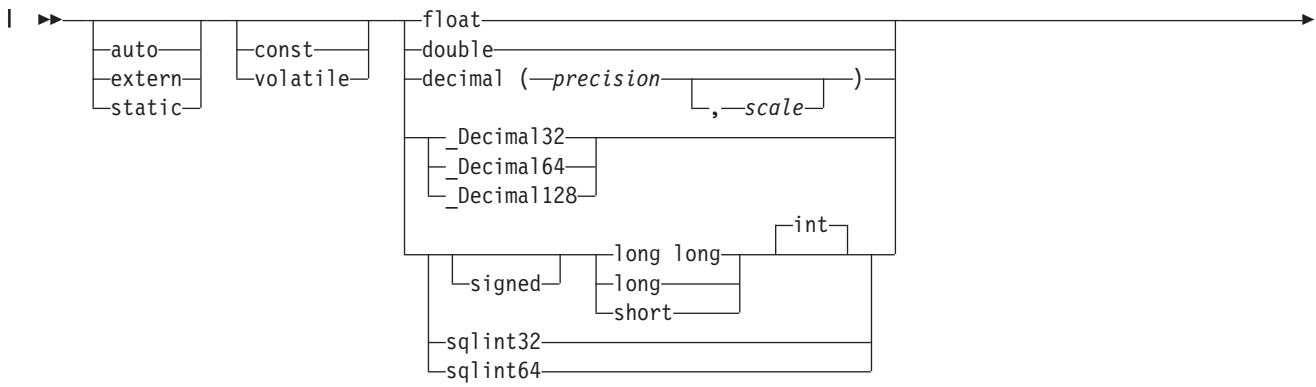 float
auto const double
extern volatile decimal ( precision )
static , scale
_Decimal32
_Decimal64
_Decimal128
int
long long
signed long
short
sqlint32
sqlint64